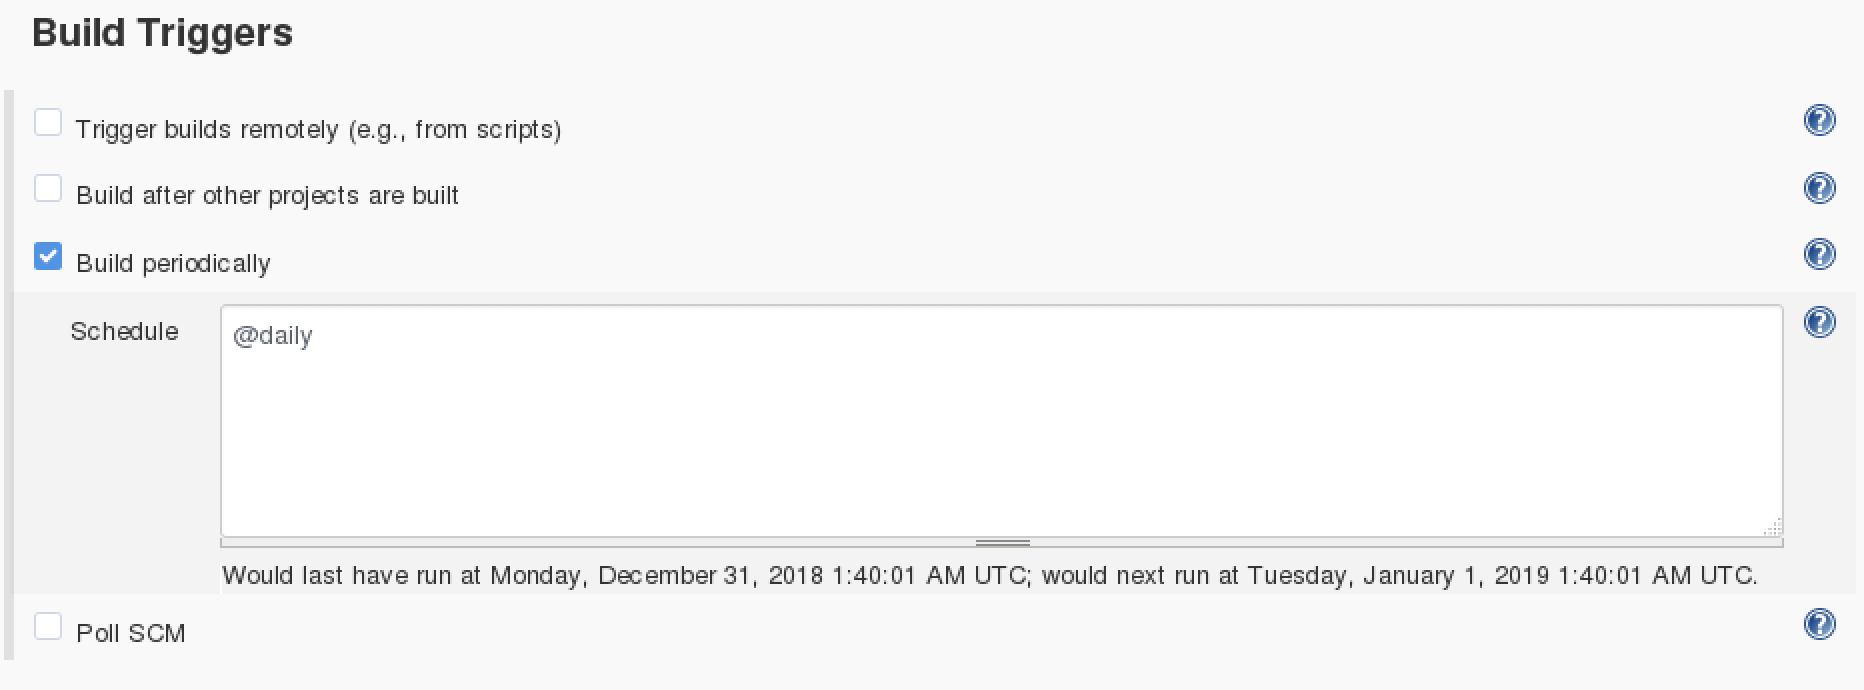 Build Triggers
Trigger builds remotely (e.g., from scripts)
Build after other projects are built
Build periodically
Schedule
@daily
Would last have run at Monday, December 31, 2018 1:40:01 AM UTC; would next run at Tuesday, January 1, 2019 1:40:01 AM UTC.
Poll SCM